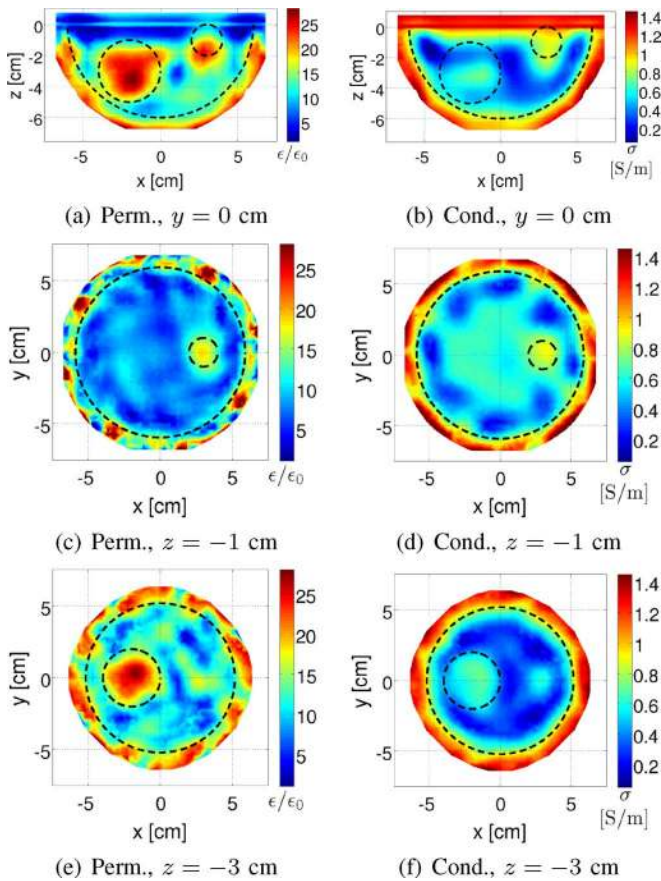 0
-2
-4
-6
z [cm]
-5 0 5
x [cm]
25
20
15
10
5
ϵ/ϵ0
(a) Perm., y = 0 cm
0
-2
-4
-6
z [cm]
-5 0 5
x [cm]
1.4
1.2
1
0.8
0.6
0.4
0.2
σ
[S/m]
(b) Cond., y = 0 cm
5
0
-5
y [cm]
-5 0 5
x [cm]
25
20
15
10
5
ϵ/ϵ0
(c) Perm., z = −1 cm
5
0
-5
y [cm]
-5 0 5
x [cm]
1.4
1.2
1
0.8
0.6
0.4
0.2
σ
[S/m]
(d) Cond., z = −1 cm
5
0
-5
y [cm]
-5 0 5
x [cm]
25
20
15
10
5
ϵ/ϵ0
(e) Perm., z = −3 cm
5
0
-5
y [cm]
-5 0 5
x [cm]
1.4
1.2
1
0.8
0.6
0.4
0.2
σ
[S/m]
(f) Cond., z = −3 cm